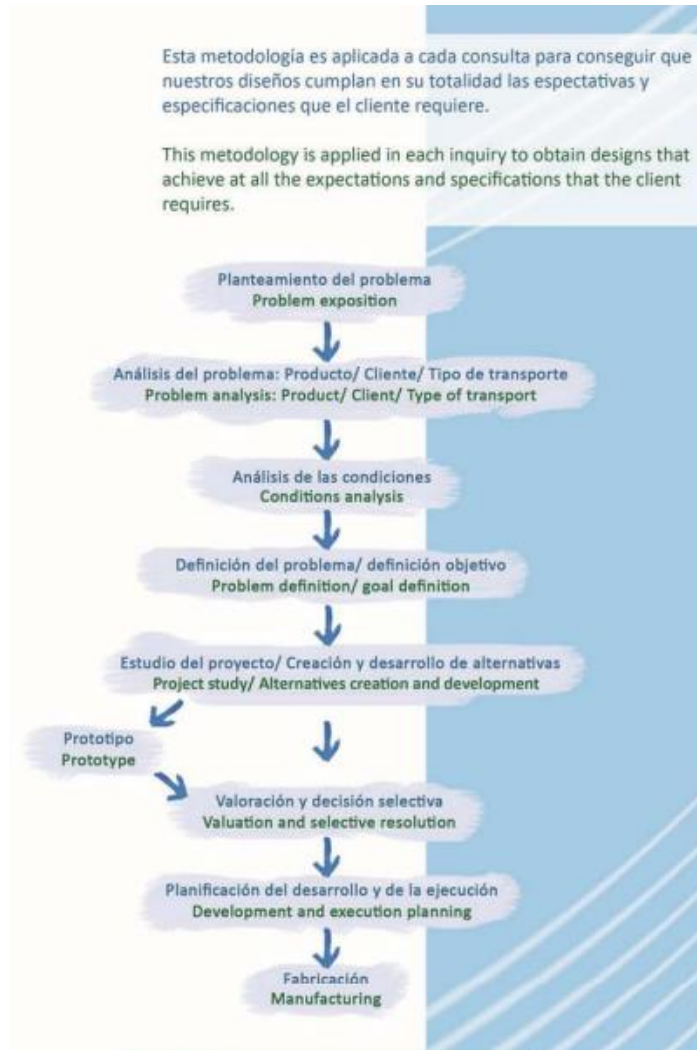 Esta metodología es aplicada a cada consulta para conseguir que
nuestros diseños cumplan en su totalidad las espectativas y
especificaciones que el cliente requiere.
This metodology is applied in each inquiry to obtain designs that
achieve at all the expectations and specifications that the client
requires.
Planteamiento del problema
Problem exposition
Análisis del problema: Producto/ Cliente/ Tipo de transporte
Problem analysis: Product/ Client/ Type of transport
Análisis de las condiciones
Conditions analysis
Definición del problema/ definición objetivo
Problem definition/ goal definition
Estudio del proyecto/ Creación y desarrollo de alternativas
Project study/ Alternatives creation and development
Prototipo
Prototype
Valoración y decisión selectiva
Valuation and selective resolution
Planificación del desarrollo y de la ejecución
Development and execution planning
Fabricación
Manufacturing